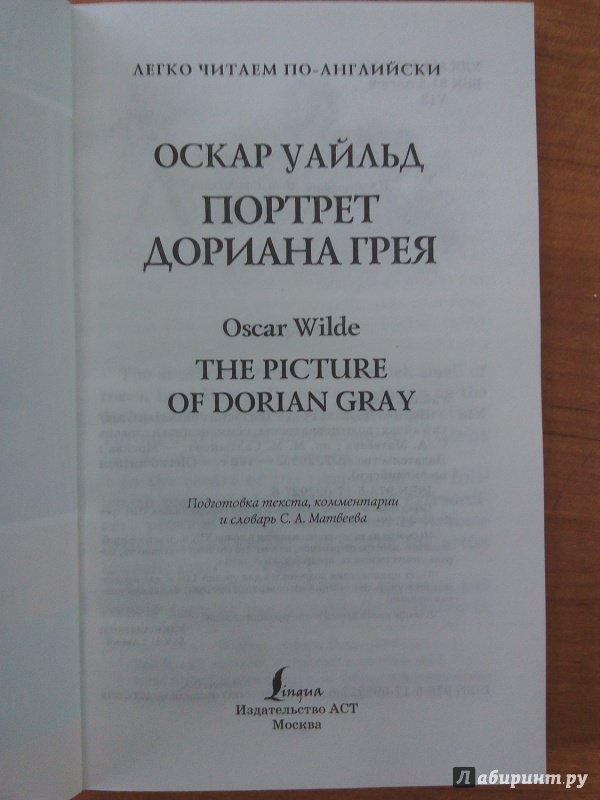 ЛЕГКО ЧИТАЕМ ПО-АНГЛИЙСКИ
ОСКАР УАЙЛЬД
ПОРТРЕТ
ДОРИАНА ГРЕЯ
Oscar Wilde
THE PICTURE
OF DORIAN GRAY
Подготовка текста, комментарии
и словарь С. А. Матвеева
Lingua
Издательство АСТ
Москва
Лабиринт.ру